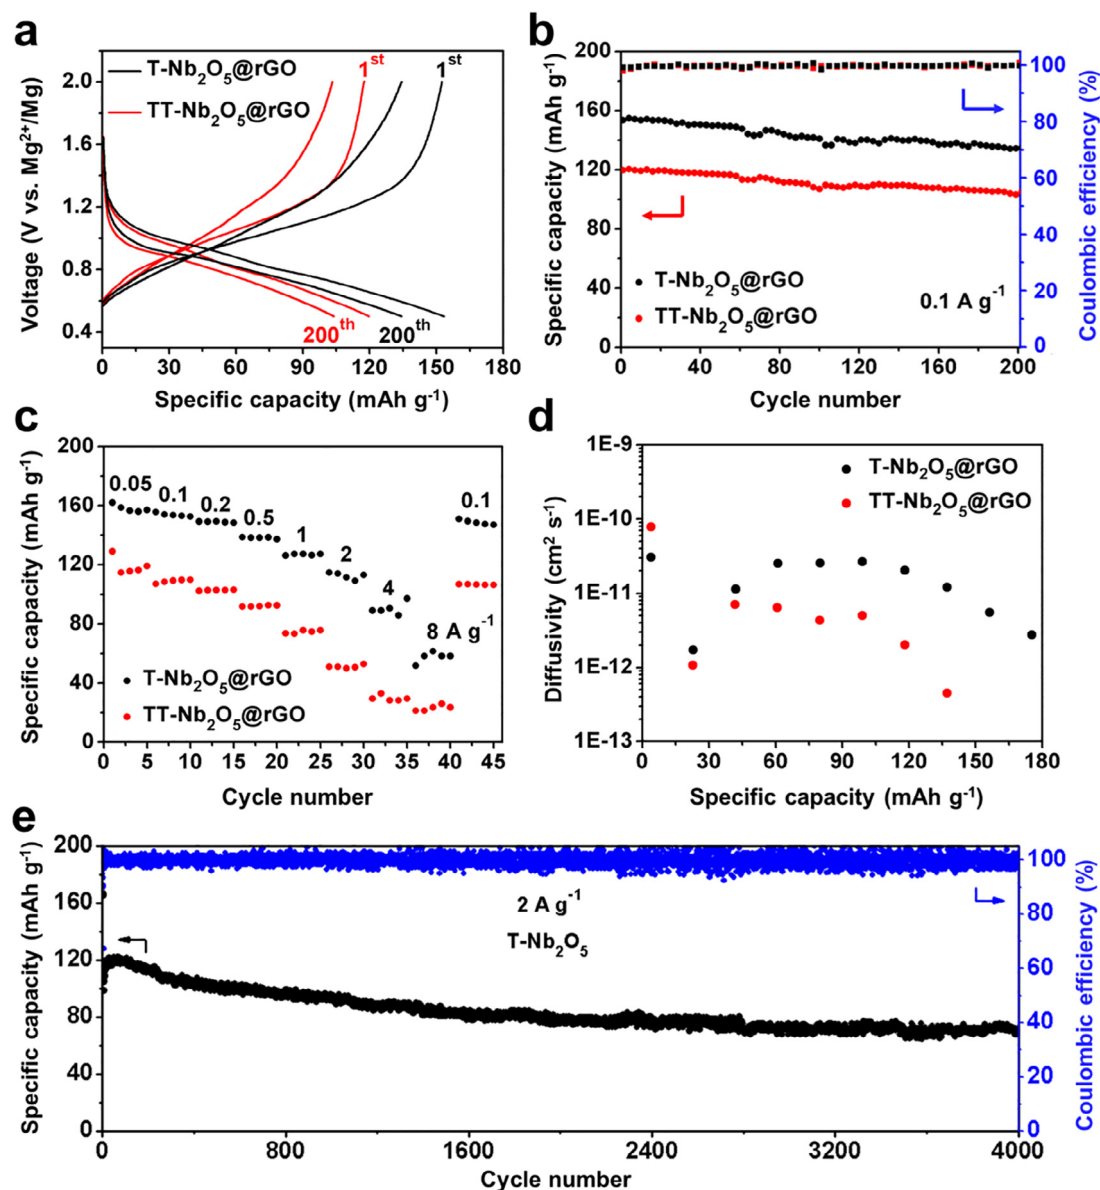 a
T-Nb₂O₅@rGO
TT-Nb₂O₅@rGO
1ˢᵗ
1ˢᵗ
200ᵗʰ
200ᵗʰ
2.0
1.6
1.2
0.8
0.4
0 30 60 90 120 150 180
Voltage (V vs. Mg²⁺/Mg)
Specific capacity (mAh g⁻¹)
b
200
160
120
80
40
0
0 40 80 120 160 200
100
80
60
40
20
0
T-Nb₂O₅@rGO
TT-Nb₂O₅@rGO
0.1 A g⁻¹
Specific capacity (mAh g⁻¹)
Coulombic efficiency (%)
Cycle number
c
200
160
120
80
40
0
0 5 10 15 20 25 30 35 40 45
0.05
0.1
0.2
0.5
1
2
4
8 A g⁻¹
0.1
T-Nb₂O₅@rGO
TT-Nb₂O₅@rGO
Specific capacity (mAh g⁻¹)
Cycle number
d
1E-9
1E-10
1E-11
1E-12
1E-13
0 30 60 90 120 150 180
T-Nb₂O₅@rGO
TT-Nb₂O₅@rGO
Diffusivity (cm² s⁻¹)
Specific capacity (mAh g⁻¹)
e
200
160
120
80
40
0
0 800 1600 2400 3200 4000
100
80
60
40
20
0
2 A g⁻¹
T-Nb₂O₅
Specific capacity (mAh g⁻¹)
Coulombic efficiency (%)
Cycle number